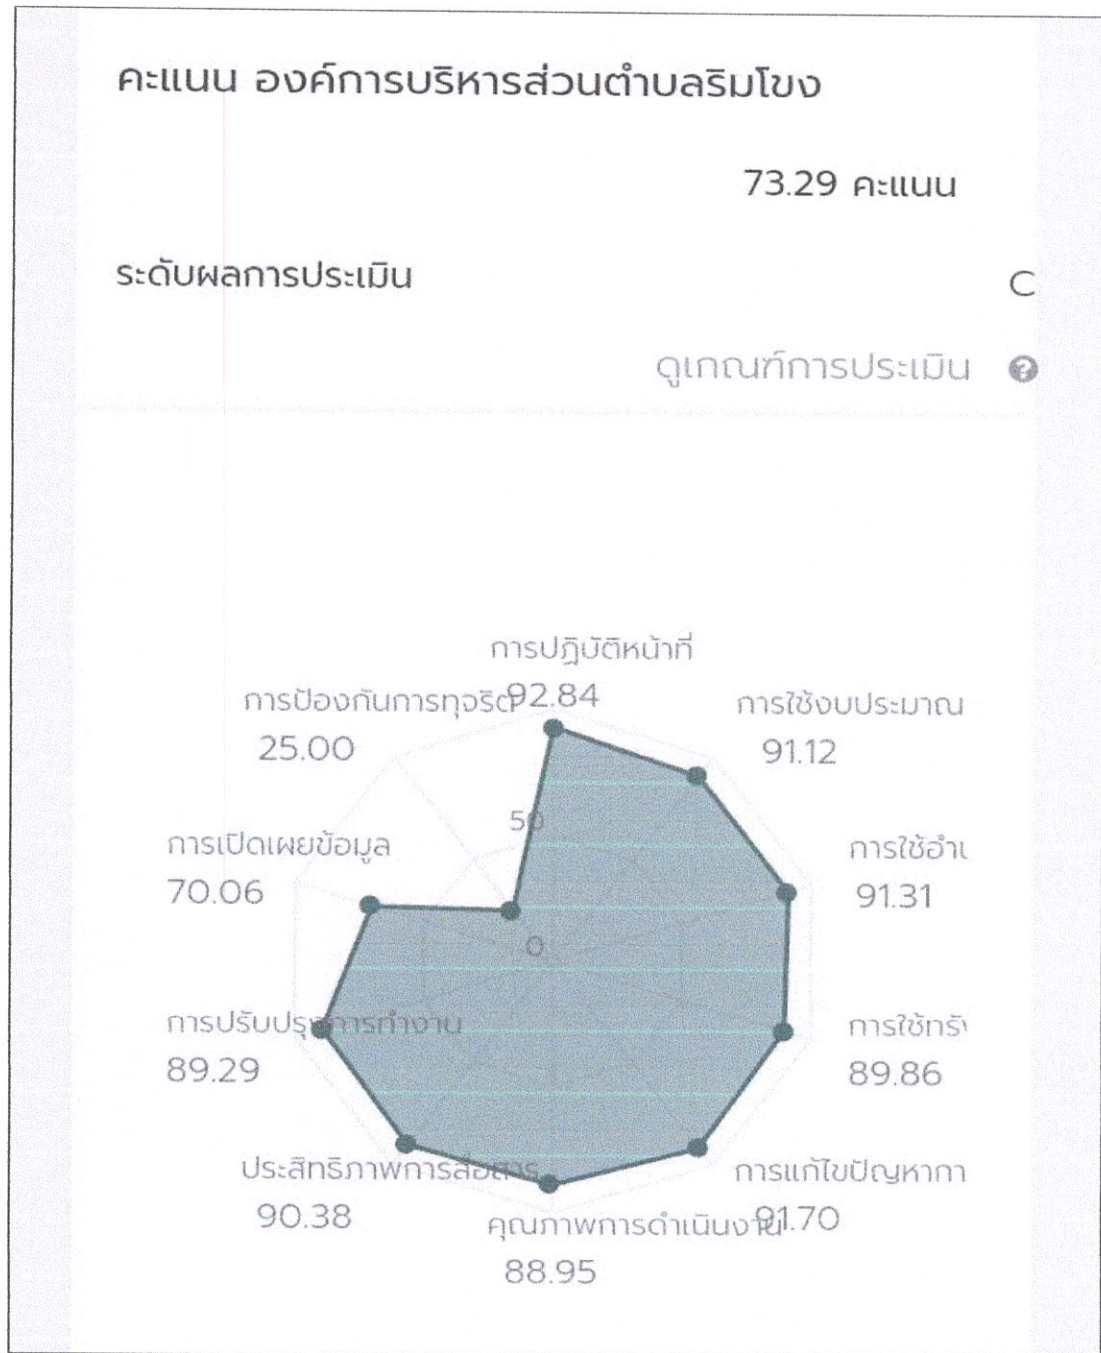 คะแนน องค์การบริหารส่วนตำบลริมโขง
73.29 คะแนน
ระดับผลการประเมิน
C
ดูเกณฑ์การประเมิน
การปฏิบัติหน้าที่
92.84
การใช้งบประมาณ
91.12
การใช้อำเ
91.31
การใช้ทรัพ
89.86
การแก้ไขปัญหากา
91.70
คุณภาพการดำเนินงาน
88.95
ประสิทธิภาพการสื่อสาร
90.38
การปรับปรุงการทำงาน
89.29
การเปิดเผยข้อมูล
70.06
การป้องกันการทุจริต
25.00
50
0